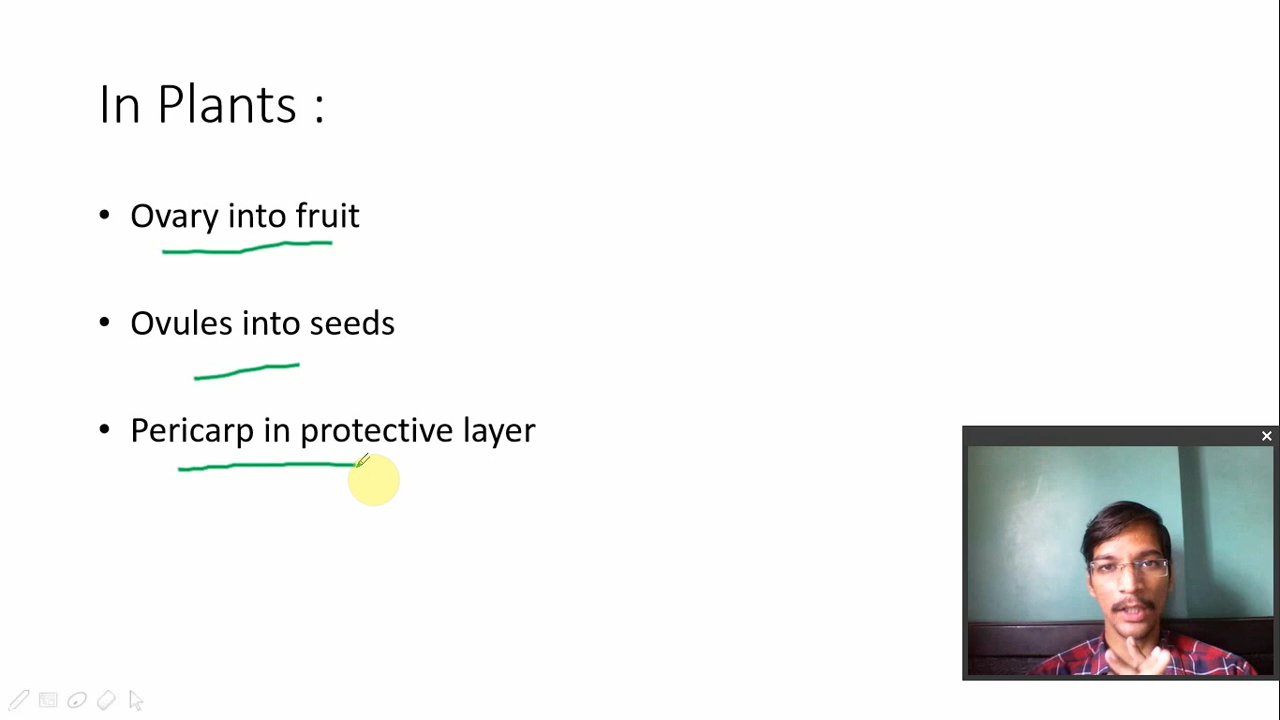 In Plants :
• Ovary into fruit
• Ovules into seeds
• Pericarp in protective layer